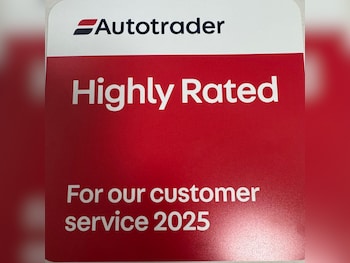 Autotrader
Highly Rated
For our customer
service 2025